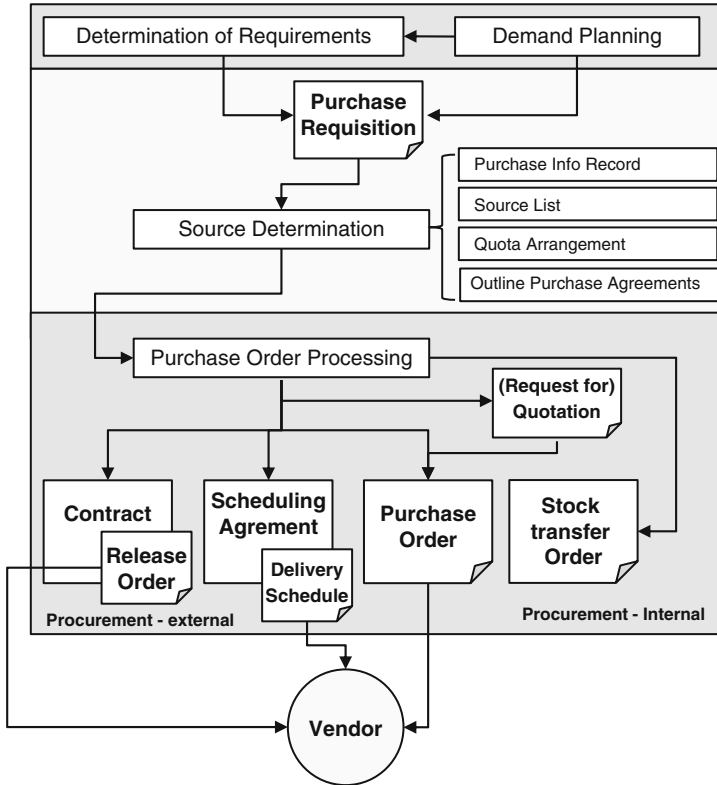 Determination of Requirements
Demand Planning
Purchase
Requisition
Purchase Info Record
Source List
Source Determination
Quota Arrangement
Outline Purchase Agreements
Purchase Order Processing
(Request for)
Quotation
Contract
Release
Order
Scheduling
Agrement
Delivery
Schedule
Purchase
Order
Stock
transfer
Order
Procurement - external
Procurement - Internal
Vendor